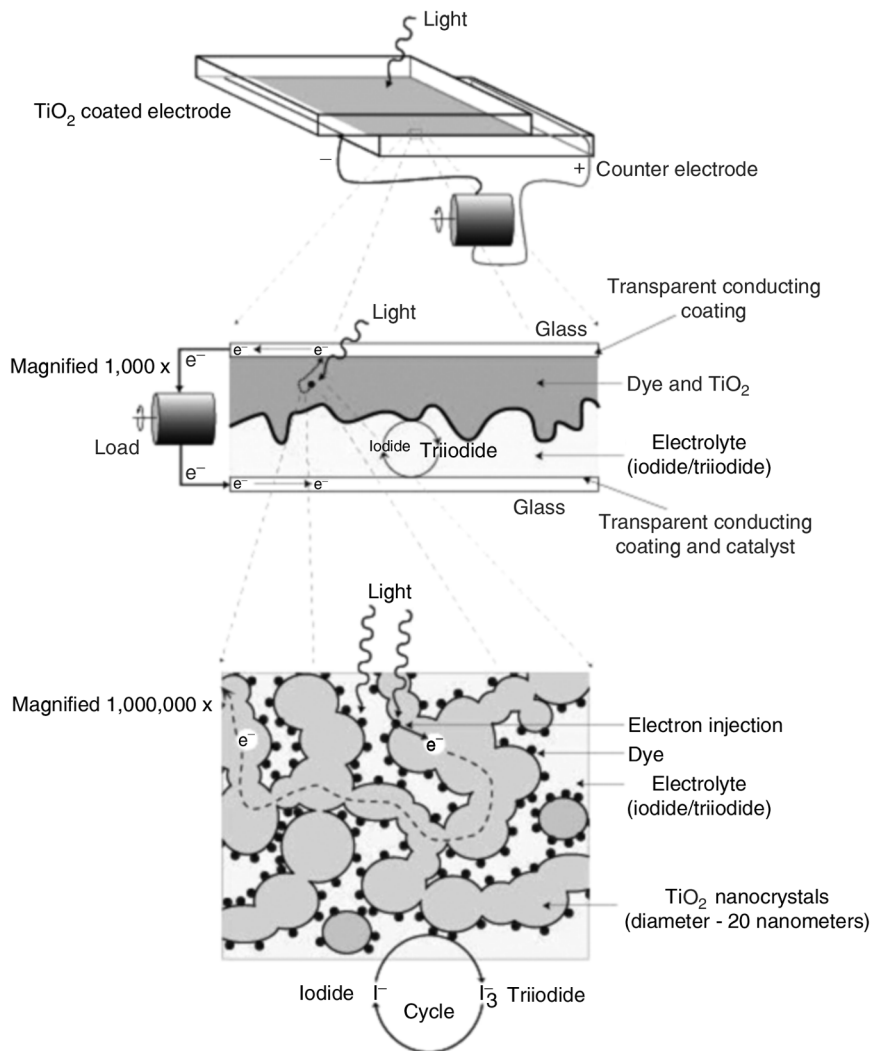 Light
TiO2 coated electrode
−
+
Counter electrode
Transparent conducting
coating
Light
Glass
e−
e−
e−
Magnified 1,000 x
Dye and TiO2
Load
Iodide
Triiodide
Electrolyte
(iodide/triiodide)
e−
e−
e−
Glass
Transparent conducting
coating and catalyst
Light
Magnified 1,000,000 x
Electron injection
e−
e−
Dye
Electrolyte
(iodide/triiodide)
TiO2 nanocrystals
(diameter - 20 nanometers)
Iodide I− I3− Triiodide
Cycle